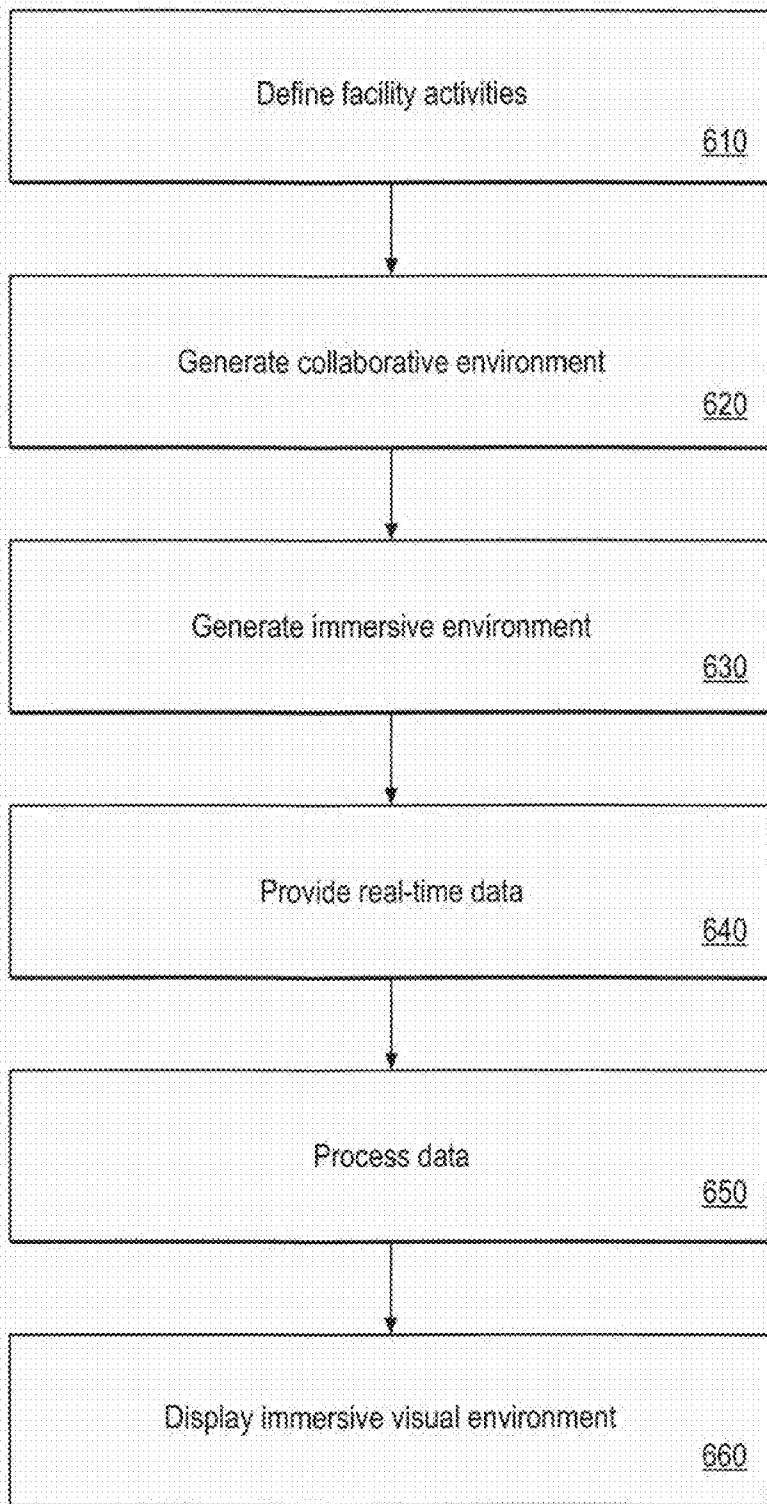 Define facility activities
610
Generate collaborative environment
620
Generate immersive environment
630
Provide real-time data
640
Process data
650
Display immersive visual environment
660